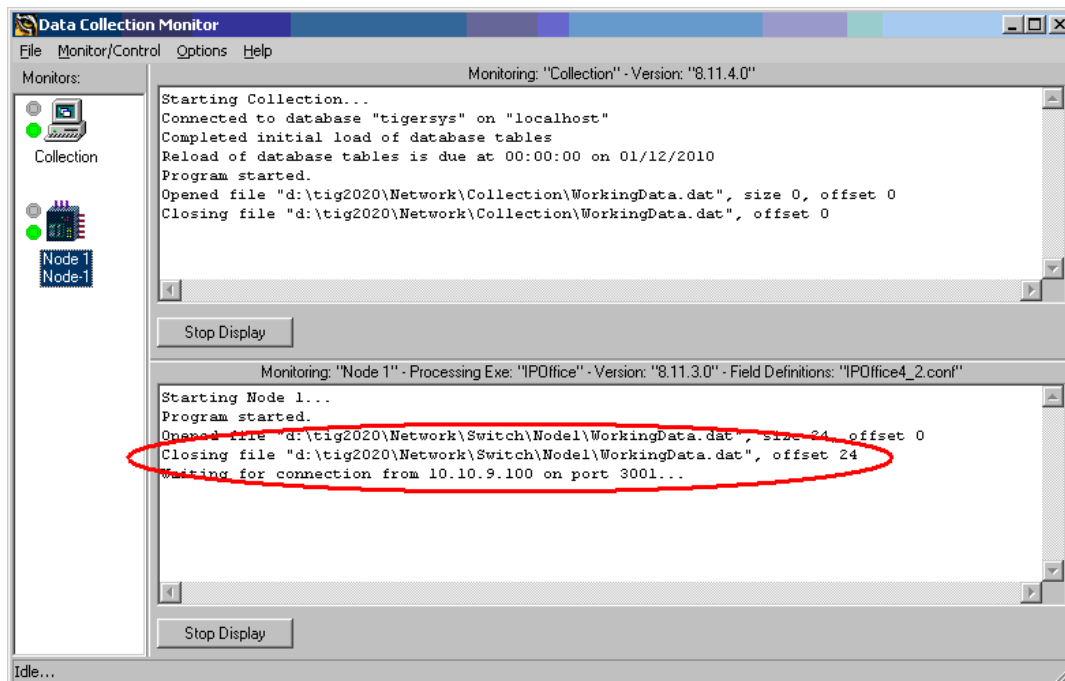 Data Collection Monitor
File Monitor/Control Options Help
Monitors:
Collection
Node 1
Node-1
Monitoring: "Collection" - Version: "8.11.4.0"
Starting Collection...
Connected to database "tigersys" on "localhost"
Completed initial load of database tables
Reload of database tables is due at 00:00:00 on 01/12/2010
Program started.
Opened file "d:\tig2020\Network\Collection\WorkingData.dat", size 0, offset 0
Closing file "d:\tig2020\Network\Collection\WorkingData.dat", offset 0
Stop Display
Monitoring: "Node 1" - Processing Exe: "IPOffice" - Version: "8.11.3.0" - Field Definitions: "IPOffice4_2.conf"
Starting Node 1...
Program started.
Opened file "d:\tig2020\Network\Switch\Node1\WorkingData.dat", size 24, offset 0
Closing file "d:\tig2020\Network\Switch\Node1\WorkingData.dat", offset 24
Waiting for connection from 10.10.9.100 on port 3001...
Stop Display
Idle...